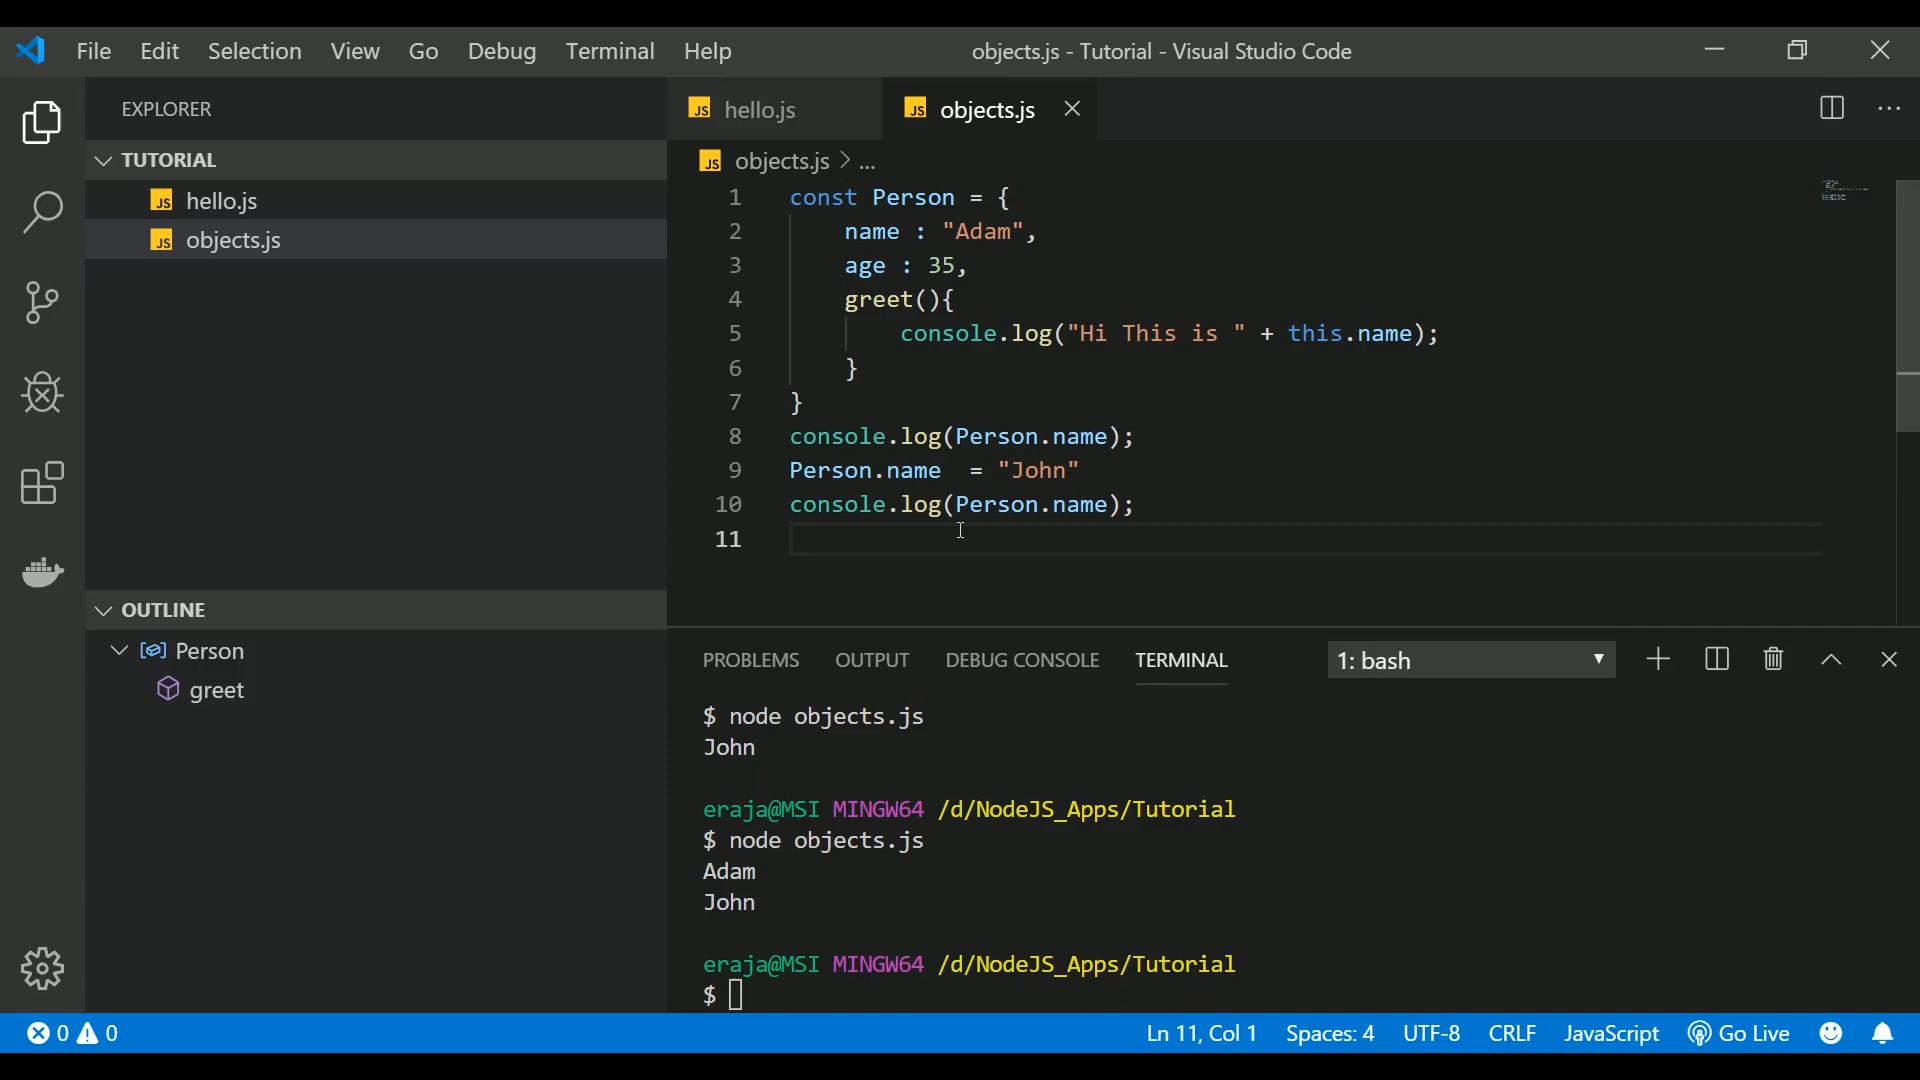 File Edit Selection View Go Debug Terminal Help objects.js - Tutorial - Visual Studio Code
EXPLORER
TUTORIAL
JS hello.js
JS objects.js
OUTLINE
Person
greet
JS hello.js JS objects.js
JS objects.js > ...
1 const Person = {
2 name : "Adam",
3 age : 35,
4 greet(){
5 console.log("Hi This is " + this.name);
6 }
7 }
8 console.log(Person.name);
9 Person.name  = "John"
10 console.log(Person.name);
11
PROBLEMS OUTPUT DEBUG CONSOLE TERMINAL 1: bash
$ node objects.js
John
eraja@MSI MINGW64 /d/NodeJS_Apps/Tutorial
$ node objects.js
Adam
John
eraja@MSI MINGW64 /d/NodeJS_Apps/Tutorial
$
0 0 Ln 11, Col 1 Spaces: 4 UTF-8 CRLF JavaScript Go Live